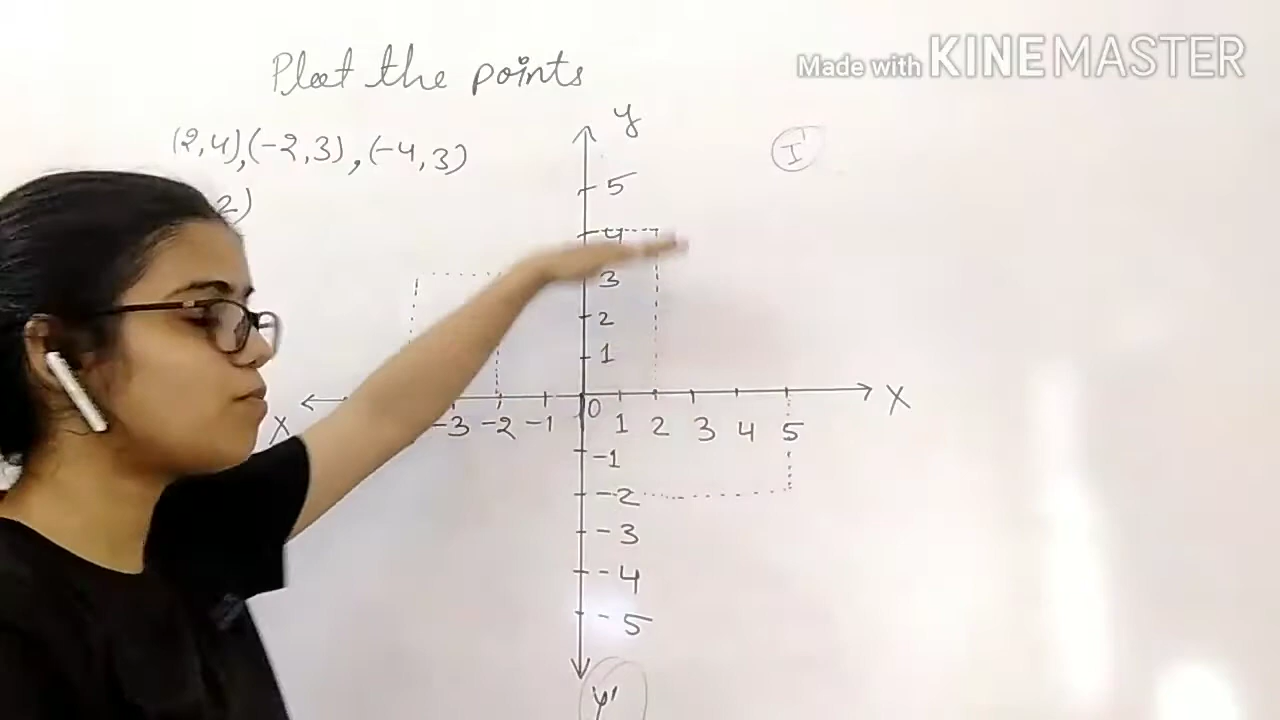 Plot the points
Made with KINEMASTER
(2,4),(-2,3),(-4,3)
2)
y
I
5
4
3
2
1
X
X
-3 -2 -1 0 1 2 3 4 5
-1
-2
-3
-4
-5
y'